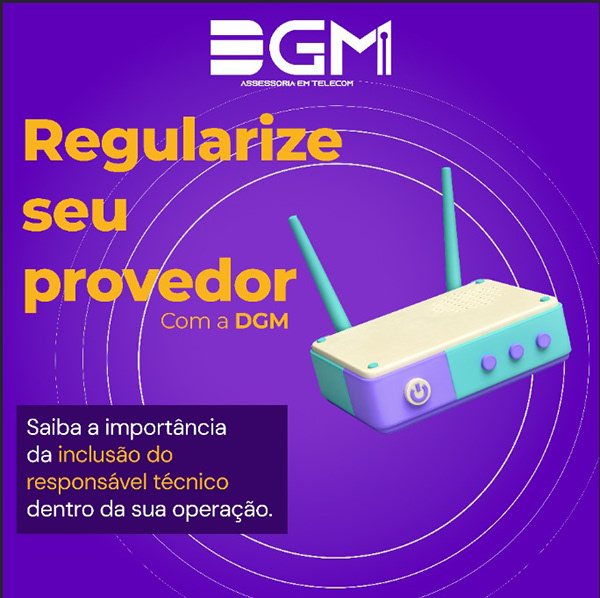 DGM
ASSESSORIA EM TELECOM
Regularize
seu
provedor
Com a DGM
Saiba a importância
da inclusão do
responsável técnico
dentro da sua operação.